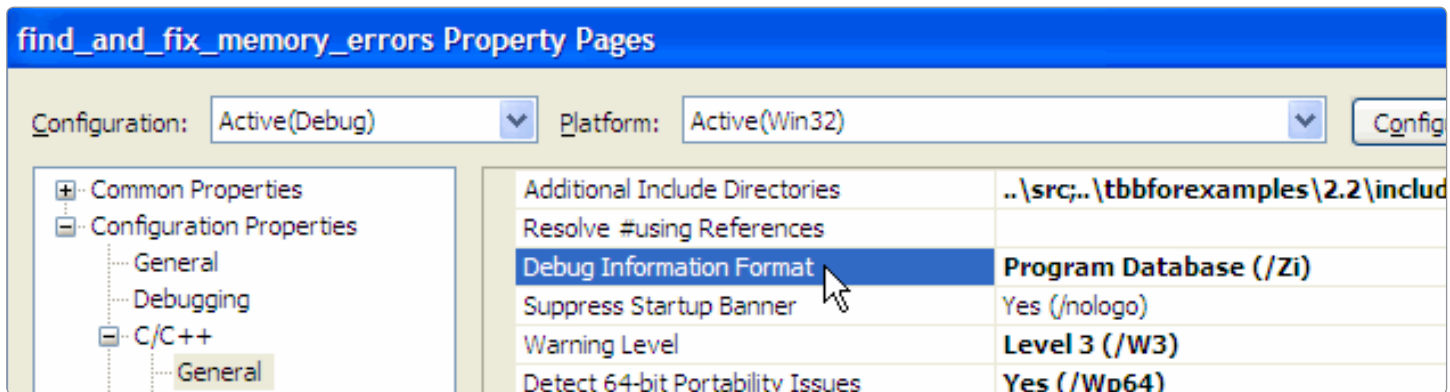 find_and_fix_memory_errors Property Pages
Configuration: Active(Debug) Platform: Active(Win32) Config
Common Properties
Configuration Properties
General
Debugging
C/C++
General
Additional Include Directories ..\src;..\tbbforexamples\2.2\includ
Resolve #using References
Debug Information Format Program Database (/Zi)
Suppress Startup Banner Yes (/nologo)
Warning Level Level 3 (/W3)
Detect 64-bit Portability Issues Yes (/Wp64)